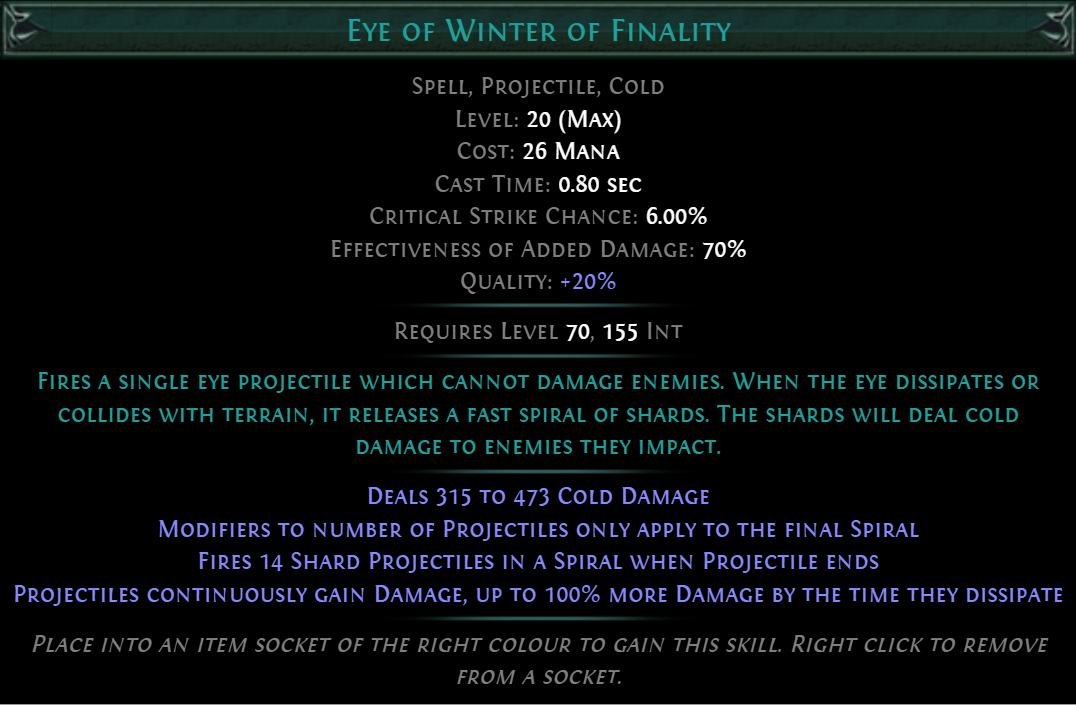 Eye of Winter of Finality
Spell, Projectile, Cold
Level: 20 (Max)
Cost: 26 Mana
Cast Time: 0.80 sec
Critical Strike Chance: 6.00%
Effectiveness of Added Damage: 70%
Quality: +20%
Requires Level 70, 155 Int
Fires a single eye projectile which cannot damage enemies. When the eye dissipates or
collides with terrain, it releases a fast spiral of shards. The shards will deal cold
damage to enemies they impact.
Deals 315 to 473 Cold Damage
Modifiers to number of Projectiles only apply to the final Spiral
Fires 14 Shard Projectiles in a Spiral when Projectile ends
Projectiles continuously gain Damage, up to 100% more Damage by the time they dissipate
Place into an item socket of the right colour to gain this skill. Right click to remove
from a socket.